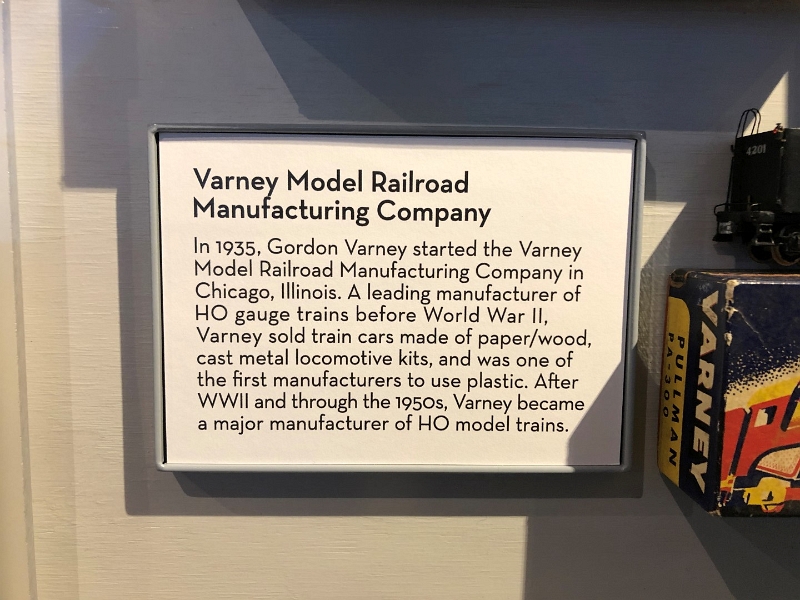 Varney Model Railroad
Manufacturing Company
In 1935, Gordon Varney started the Varney
Model Railroad Manufacturing Company in
Chicago, Illinois. A leading manufacturer of
HO gauge trains before World War II,
Varney sold train cars made of paper/wood,
cast metal locomotive kits, and was one of
the first manufacturers to use plastic. After
WWII and through the 1950s, Varney became
a major manufacturer of HO model trains.
4201
VARNEY
PULLMAN
PA-300